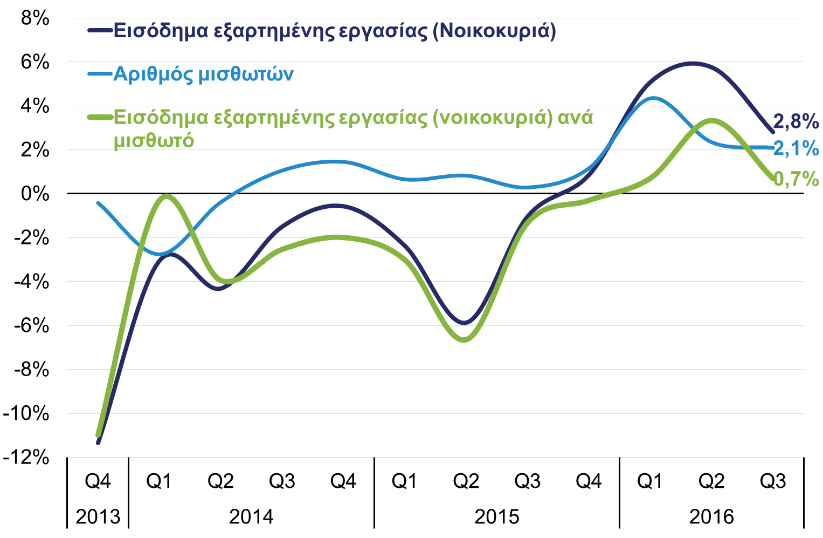 8%
Εισόδημα εξαρτημένης εργασίας (Νοικοκυριά)
6%
Αριθμός μισθωτών
4%
Εισόδημα εξαρτημένης εργασίας (νοικοκυριά) ανά
μισθωτό
2,8%
2%
2,1%
0,7%
0%
-2%
-4%
-6%
-8%
-10%
-12%
Q4 Q1 Q2 Q3 Q4 Q1 Q2 Q3 Q4 Q1 Q2 Q3
2013 2014 2015 2016